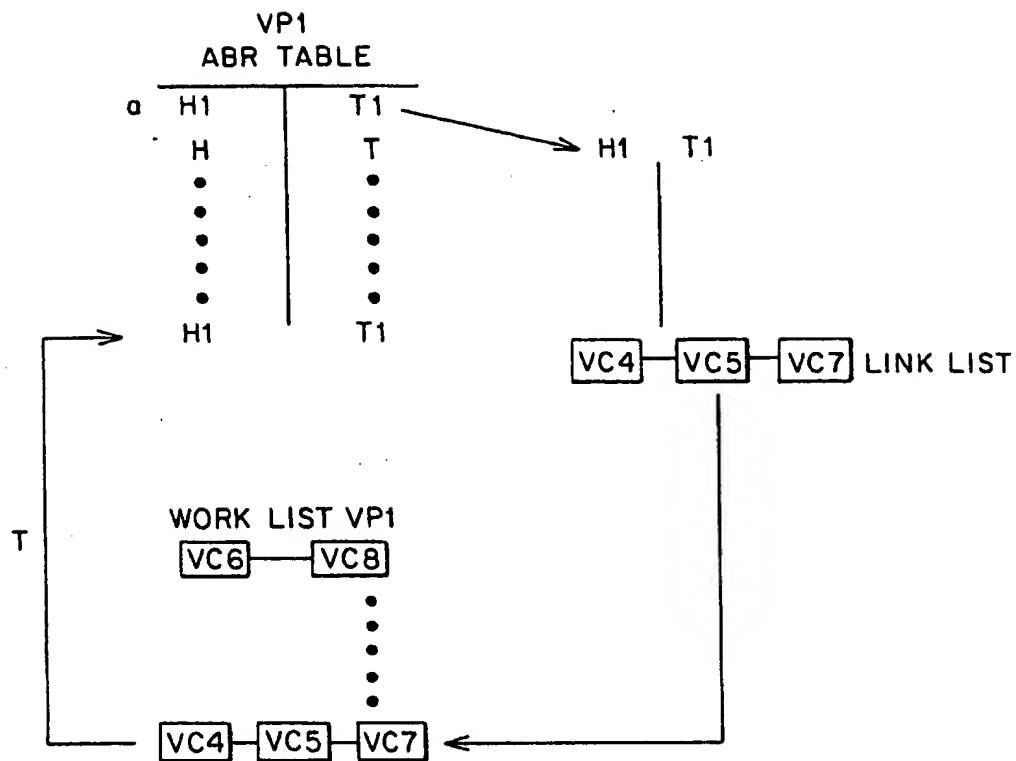 VP1
ABR TABLE
a H1 T1
H T
H1 T1
H1 T1
VC4 VC5 VC7 LINK LIST
T
WORK LIST VP1
VC6 VC8
VC4 VC5 VC7